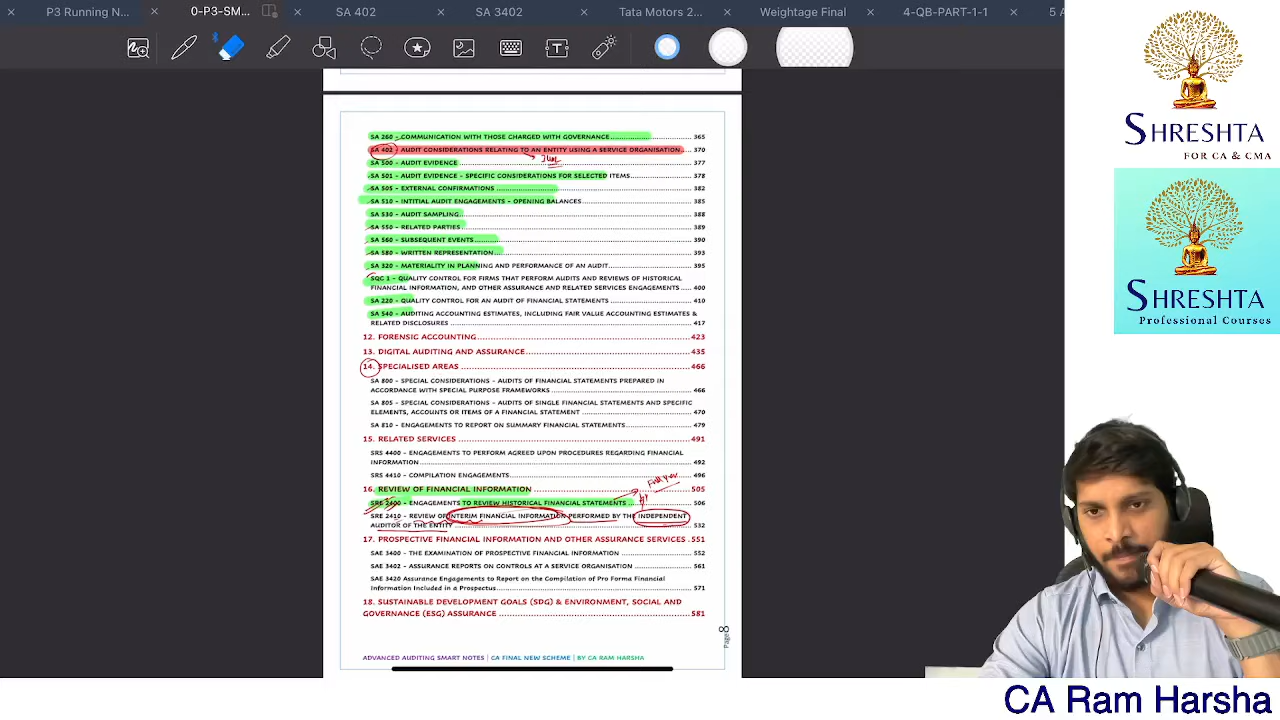 P3 Running N...
0-P3-SM...
SA 402
SA 3402
Tata Motors 2...
Weightage Final
4-QB-PART-1-1
5 A
SA 260 - COMMUNICATION WITH THOSE CHARGED WITH GOVERNANCE 365
SA 402 - AUDIT CONSIDERATIONS RELATING TO AN ENTITY USING A SERVICE ORGANISATION 370
SA 500 - AUDIT EVIDENCE 377
SA 501 - AUDIT EVIDENCE - SPECIFIC CONSIDERATIONS FOR SELECTED ITEMS 378
SA 505 - EXTERNAL CONFIRMATIONS 382
SA 510 - INTITIAL AUDIT ENGAGEMENTS - OPENING BALANCES 385
SA 530 - AUDIT SAMPLING 388
SA 550 - RELATED PARTIES 389
SA 560 - SUBSEQUENT EVENTS 390
SA 580 - WRITTEN REPRESENTATION 393
SA 320 - MATERIALITY IN PLANNING AND PERFORMANCE OF AN AUDIT 395
SQC 1 - QUALITY CONTROL FOR FIRMS THAT PERFORM AUDITS AND REVIEWS OF HISTORICAL
FINANCIAL INFORMATION, AND OTHER ASSURANCE AND RELATED SERVICES ENGAGEMENTS 400
SA 220 - QUALITY CONTROL FOR AN AUDIT OF FINANCIAL STATEMENTS 410
SA 540 - AUDITING ACCOUNTING ESTIMATES, INCLUDING FAIR VALUE ACCOUNTING ESTIMATES &
RELATED DISCLOSURES 417
12. FORENSIC ACCOUNTING 423
13. DIGITAL AUDITING AND ASSURANCE 435
14. SPECIALISED AREAS 466
SA 800 - SPECIAL CONSIDERATIONS - AUDITS OF FINANCIAL STATEMENTS PREPARED IN
ACCORDANCE WITH SPECIAL PURPOSE FRAMEWORKS 466
SA 805 - SPECIAL CONSIDERATIONS - AUDITS OF SINGLE FINANCIAL STATEMENTS AND SPECIFIC
ELEMENTS, ACCOUNTS OR ITEMS OF A FINANCIAL STATEMENT 470
SA 810 - ENGAGEMENTS TO REPORT ON SUMMARY FINANCIAL STATEMENTS 479
15. RELATED SERVICES 491
SRS 4400 - ENGAGEMENTS TO PERFORM AGREED UPON PROCEDURES REGARDING FINANCIAL
INFORMATION 492
SRS 4410 - COMPILATION ENGAGEMENTS 496
16. REVIEW OF FINANCIAL INFORMATION 505
SRE 2400 - ENGAGEMENTS TO REVIEW HISTORICAL FINANCIAL STATEMENTS 506
SRE 2410 - REVIEW OF INTERIM FINANCIAL INFORMATION PERFORMED BY THE INDEPENDENT
AUDITOR OF THE ENTITY 532
17. PROSPECTIVE FINANCIAL INFORMATION AND OTHER ASSURANCE SERVICES 551
SAE 3400 - THE EXAMINATION OF PROSPECTIVE FINANCIAL INFORMATION 552
SAE 3402 - ASSURANCE REPORTS ON CONTROLS AT A SERVICE ORGANISATION 561
SAE 3420 Assurance Engagements to Report on the Compilation of Pro Forma Financial
Information Included in a Prospectus 571
18. SUSTAINABLE DEVELOPMENT GOALS (SDG) & ENVIRONMENT, SOCIAL AND
GOVERNANCE (ESG) ASSURANCE 581
Page 8
ADVANCED AUDITING SMART NOTES | CA FINAL NEW SCHEME | BY CA RAM HARSHA
SHRESHTA
FOR CA & CMA
SHRESHTA
Professional Courses
CA Ram Harsha